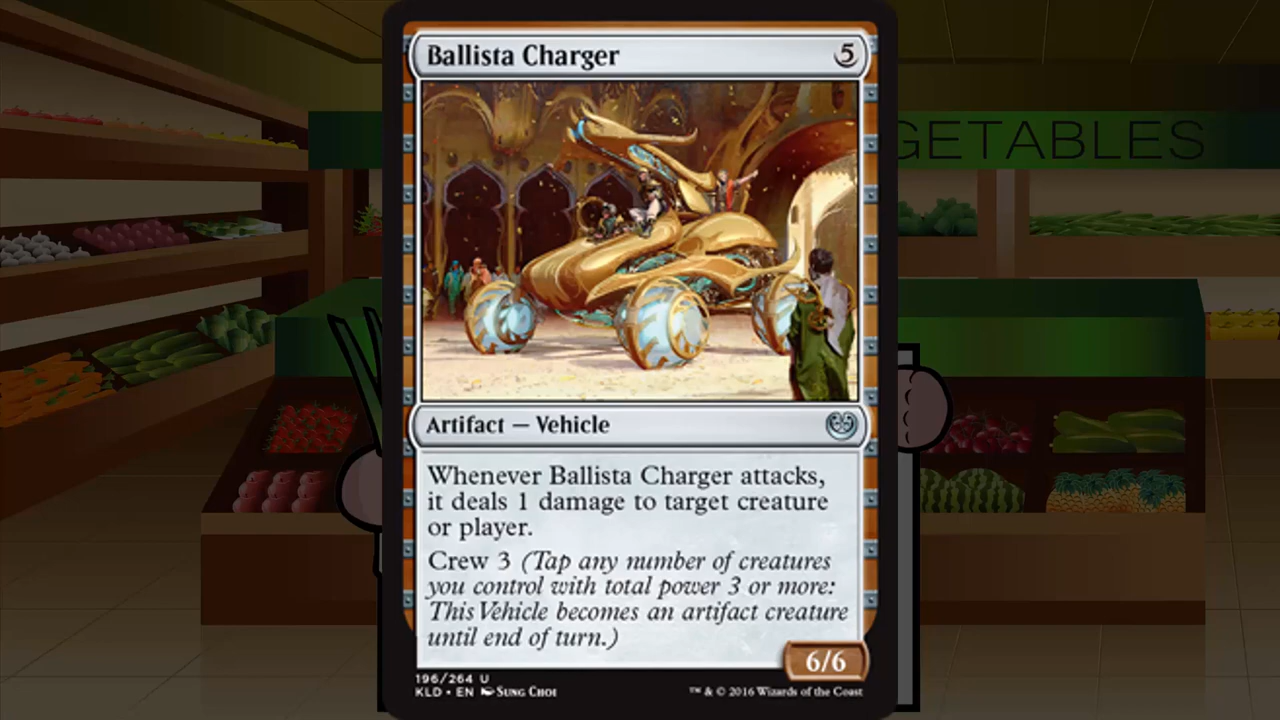 Ballista Charger 5
GETABLES
Artifact — Vehicle
Whenever Ballista Charger attacks,
it deals 1 damage to target creature
or player.
Crew 3 (Tap any number of creatures
you control with total power 3 or more:
This Vehicle becomes an artifact creature
until end of turn.)
6/6
196/264 U
KLD • EN Sung Choi
™ & © 2016 Wizards of the Coast